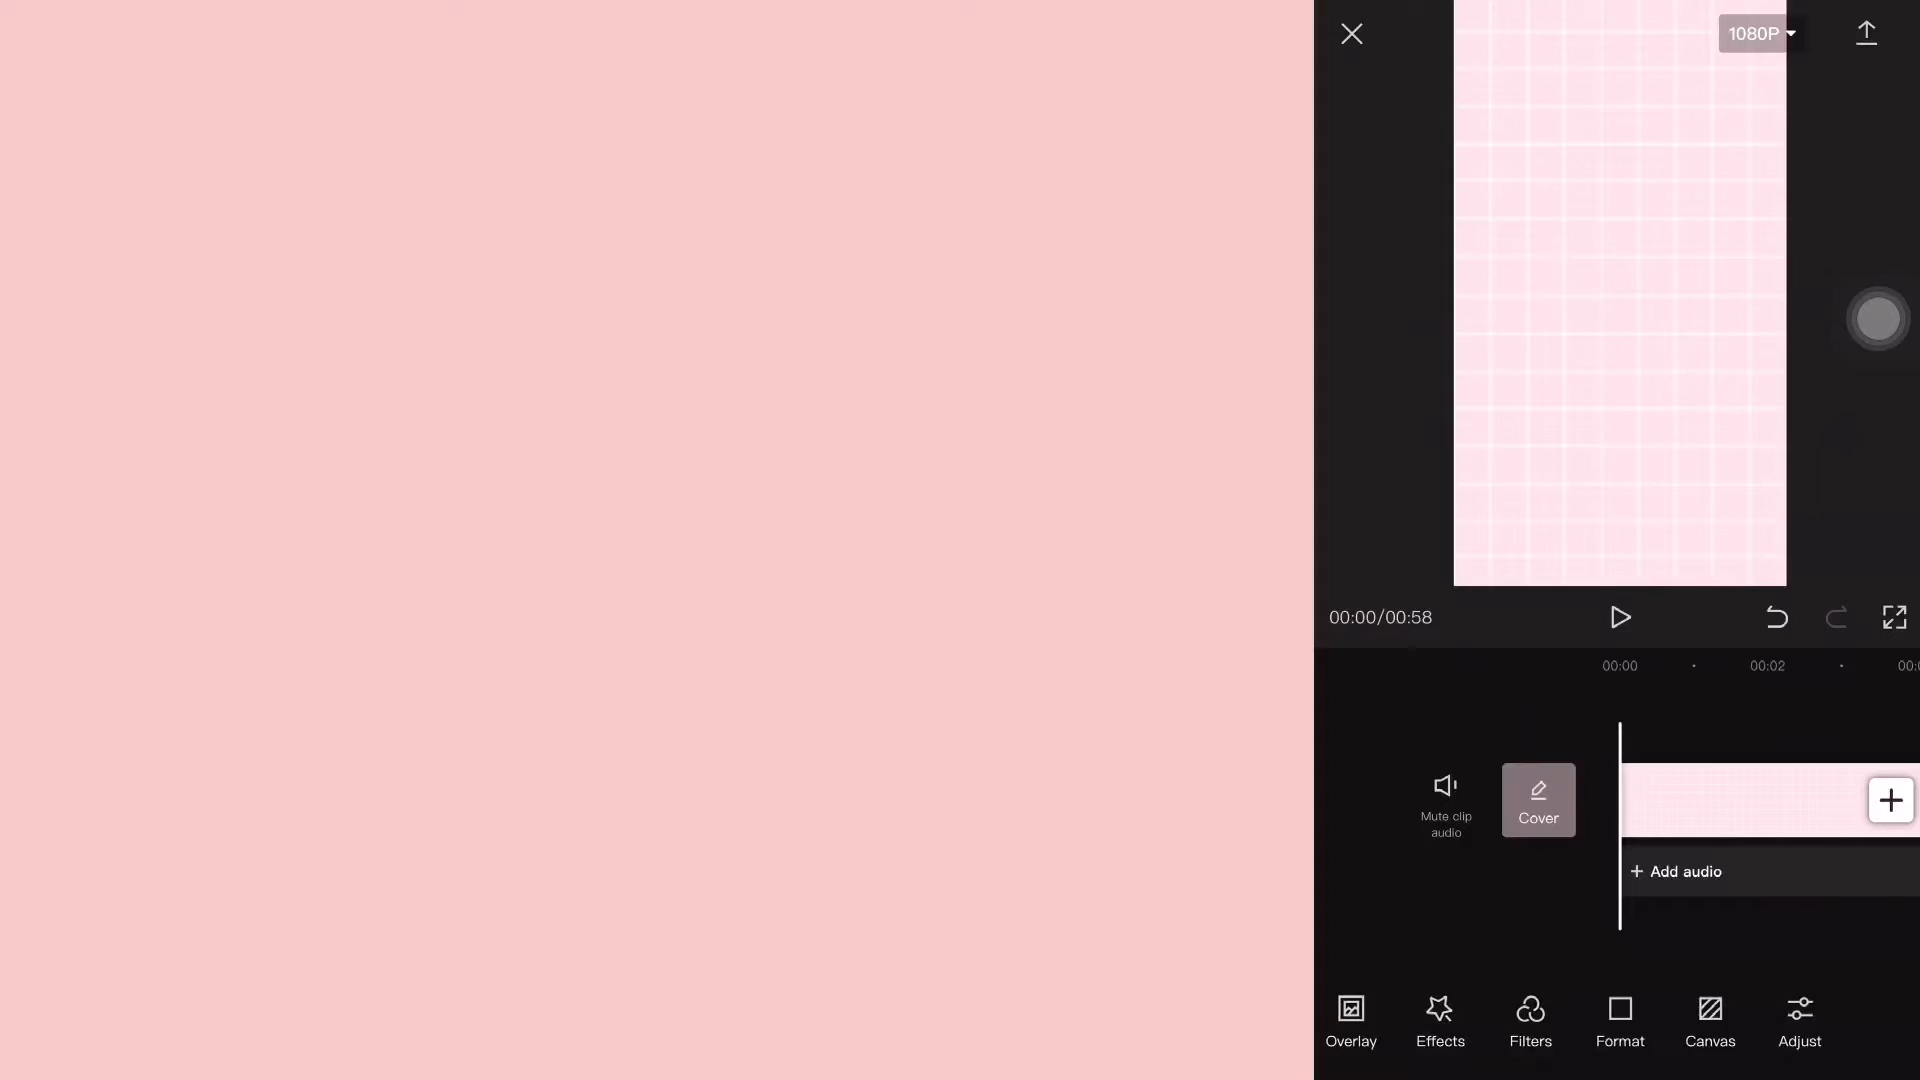 1080P
00:00/00:58
00:00
00:02
Mute clip
audio
Cover
+ Add audio
Overlay
Effects
Filters
Format
Canvas
Adjust